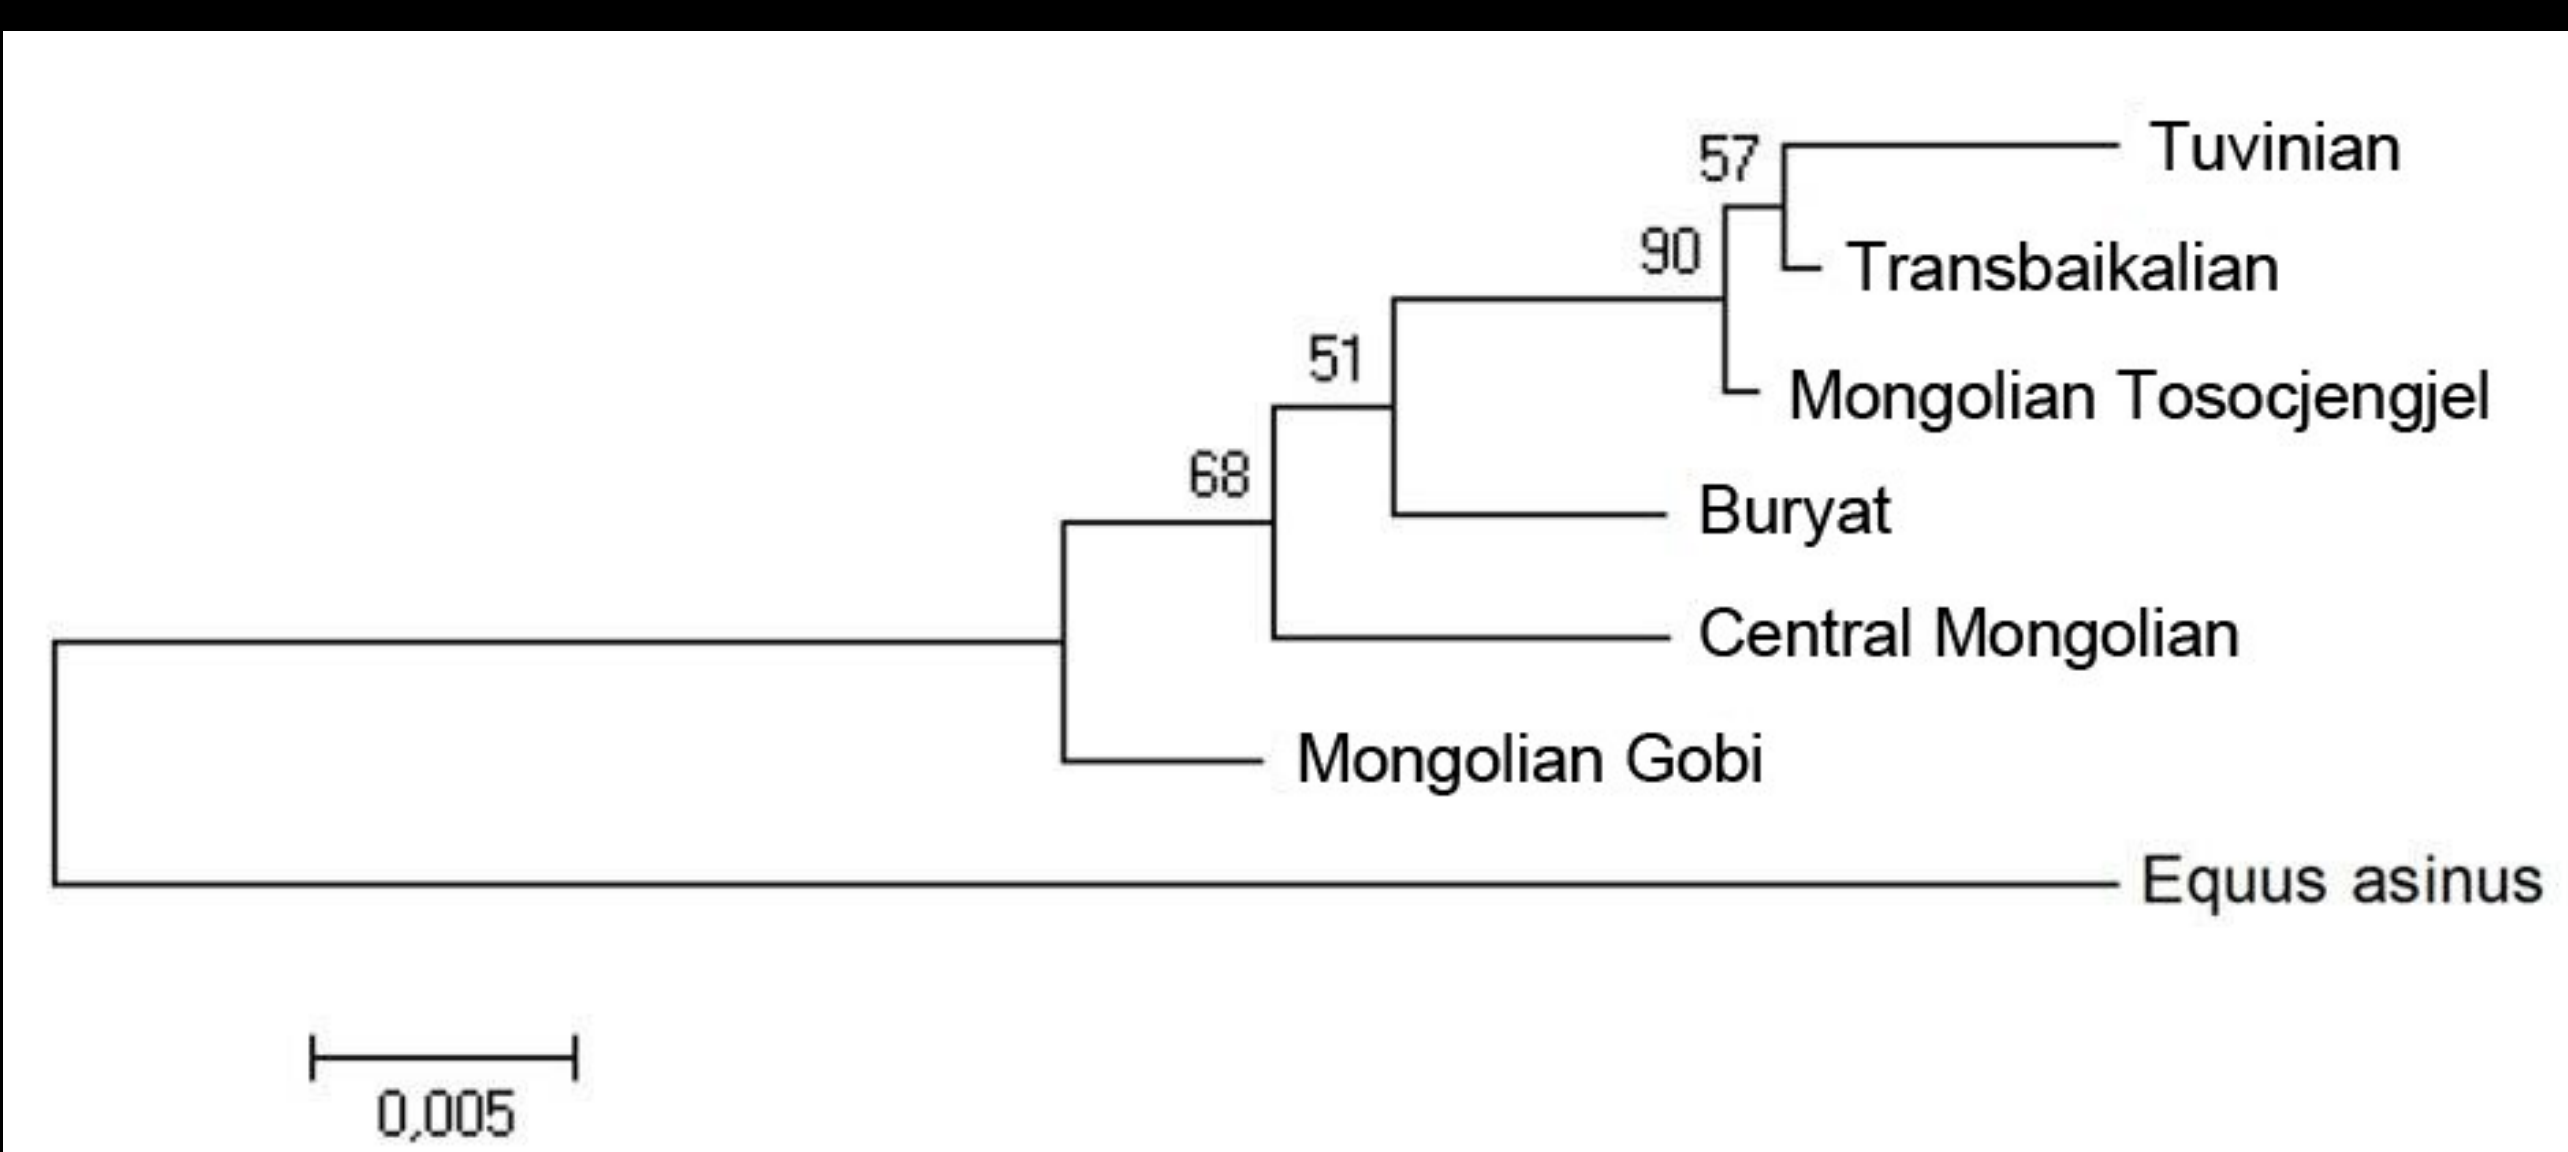 57
Tuvinian
90
Transbaikalian
51
Mongolian Tosocjengjel
68
Buryat
Central Mongolian
Mongolian Gobi
Equus asinus
0,005